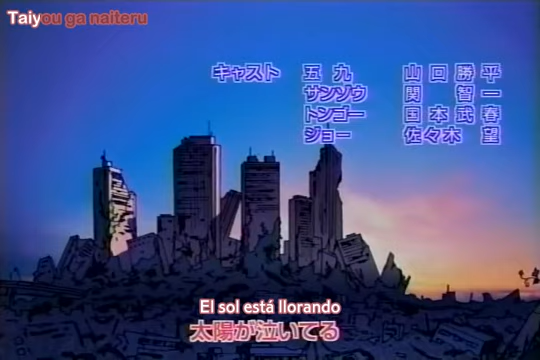 Taiyou ga naiteru
キャスト 五九 山口勝平
サンゾウ 関 智一
トンゴー 国本武春
ジョー 佐々木 望
El sol está llorando
太陽が泣いてる